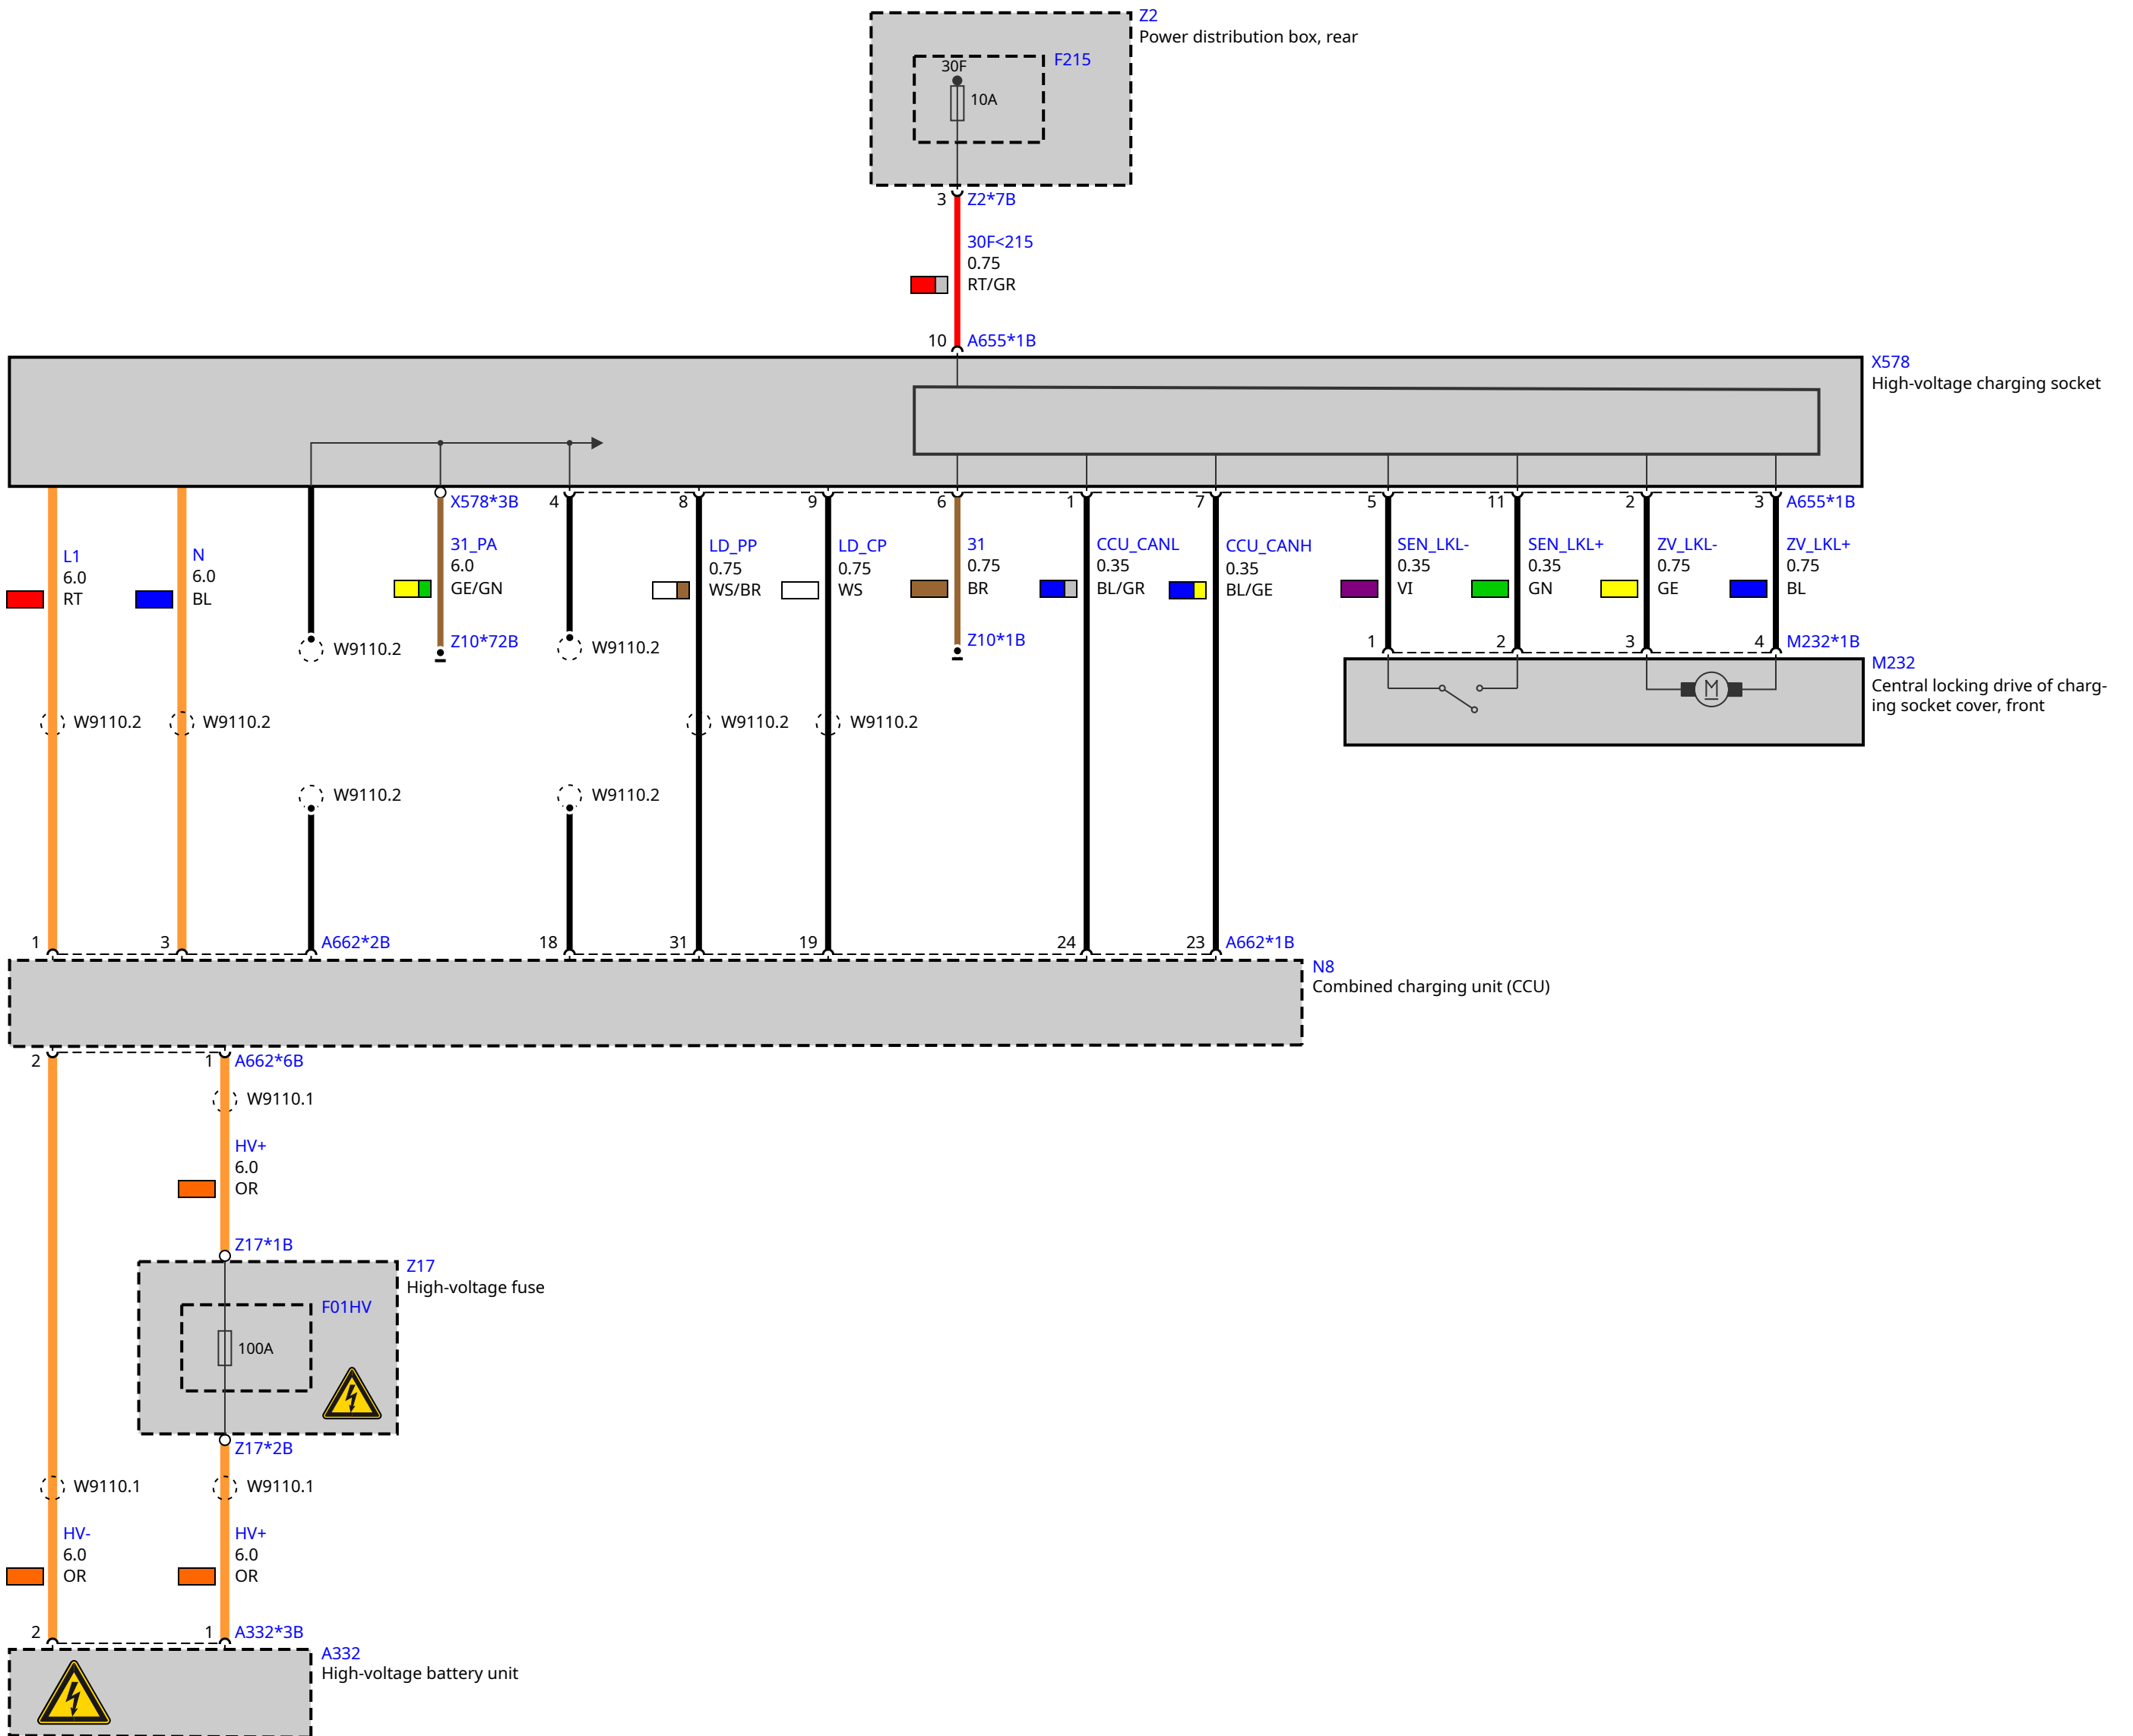 Z2
Power distribution box, rear
F215
30F
10A
3 Z2*7B
30F<215
0.75
RT/GR
10 A655*1B
X578
High-voltage charging socket
X578*3B 4 8 9 6 1 7 5 11 2 3 A655*1B
L1
6.0
RT
N
6.0
BL
31_PA
6.0
GE/GN
LD_PP
0.75
WS/BR
LD_CP
0.75
WS
31
0.75
BR
CCU_CANL
0.35
BL/GR
CCU_CANH
0.35
BL/GE
SEN_LKL-
0.35
VI
SEN_LKL+
0.35
GN
ZV_LKL-
0.75
GE
ZV_LKL+
0.75
BL
W9110.2
Z10*72B
W9110.2
Z10*1B
1 2 3 4 M232*1B
M232
Central locking drive of charg-
ing socket cover, front
M
W9110.2 W9110.2 W9110.2 W9110.2
W9110.2 W9110.2
1 3 A662*2B 18 31 19 24 23 A662*1B
N8
Combined charging unit (CCU)
2 1 A662*6B
W9110.1
HV+
6.0
OR
Z17*1B
Z17
High-voltage fuse
F01HV
100A
Z17*2B
W9110.1 W9110.1
HV-
6.0
OR
HV+
6.0
OR
2 1 A332*3B
A332
High-voltage battery unit